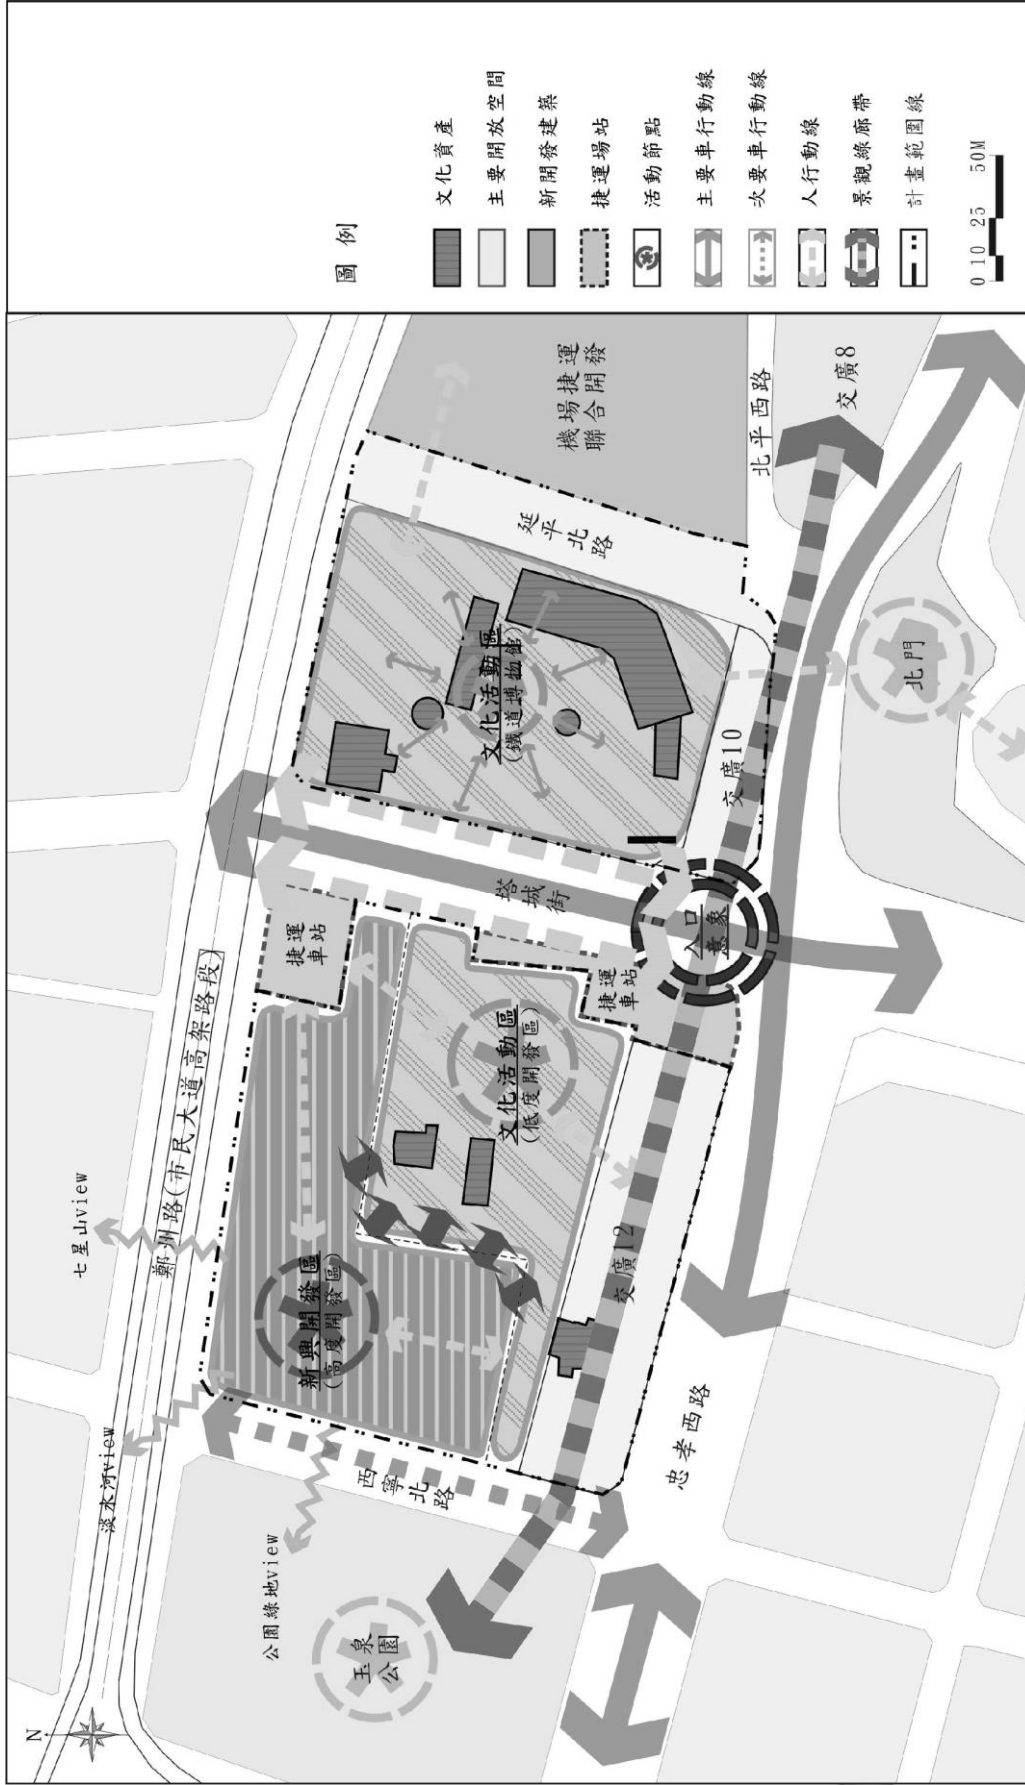 N
淡水河view
七星山view
鄭州路(市民大道高架路段)
公園綠地view
玉泉
公園
西寧北路
新興開發區
(高度開發區)
捷運
車站
文化活動區
(低度開發區)
捷運
車站
塔城街
文化活動區
(鐵道博物館)
延平北路
機場捷運
聯合開發
交廣12
入口
意象
交廣10
北平西路
交廣8
北門
忠孝西路
圖例
文化資產
主要開放空間
新開發建築
捷運場站
活動節點
主要車行動線
次要車行動線
人行動線
景觀綠廊帶
計畫範圍線
0 10 25 50M